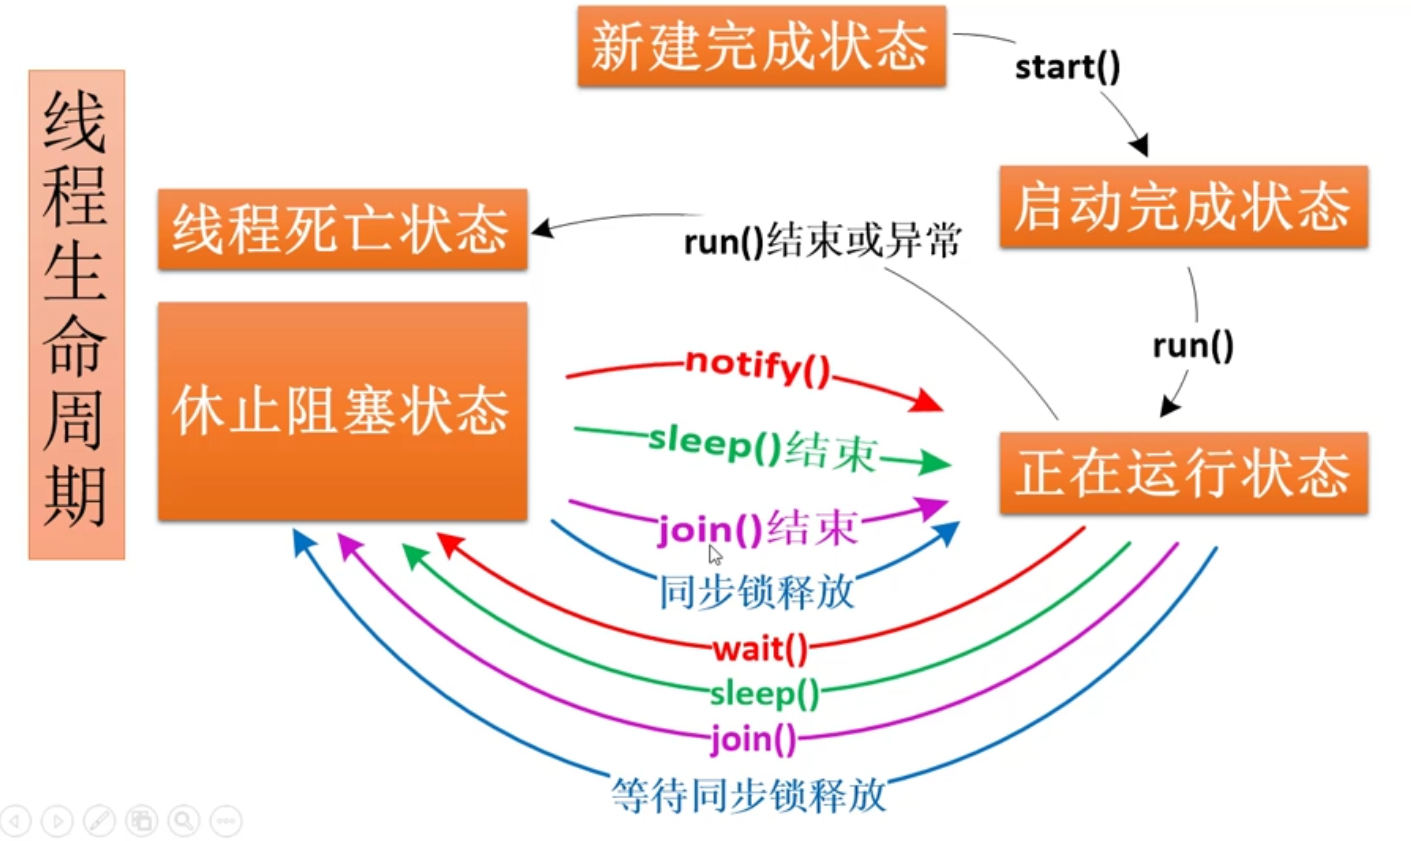 线程生命周期
新建完成状态
start()
启动完成状态
线程死亡状态
run()结束或异常
run()
休止阻塞状态
notify()
sleep()结束
join()结束
同步锁释放
正在运行状态
wait()
sleep()
join()
等待同步锁释放